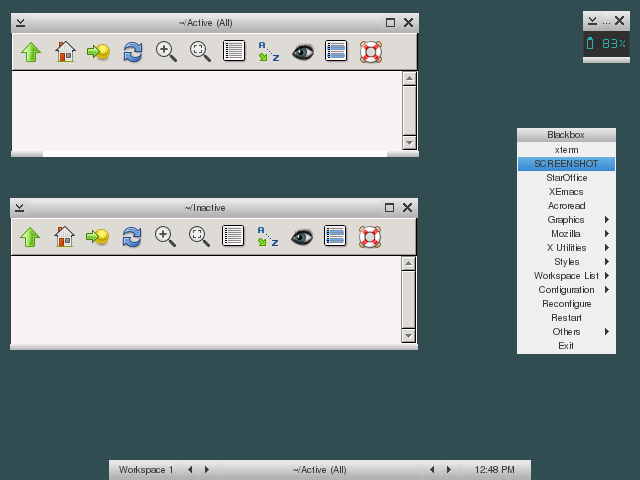 ~/Active (All)
...
83%
A
Z
Blackbox
xterm
SCREENSHOT
StarOffice
XEmacs
Acroread
Graphics
Mozilla
X Utilities
Styles
Workspace List
Configuration
Reconfigure
Restart
Others
Exit
~/Inactive
A
Z
Workspace 1
~/Active (All)
12:48 PM